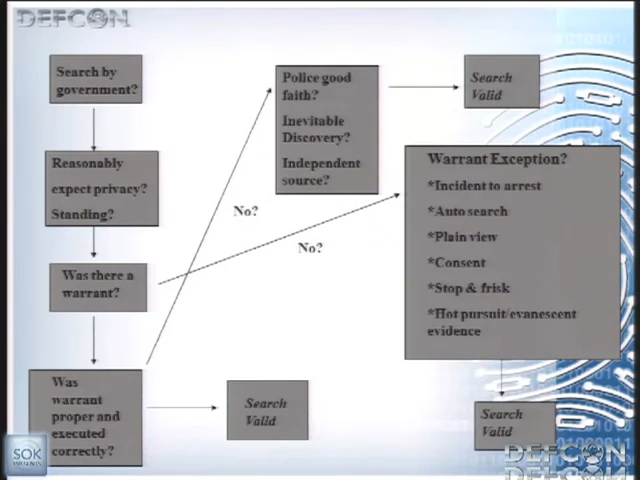 DEFCON
Search by
government?
Reasonably
expect privacy?
Standing?
Was there a
warrant?
Was
warrant
proper and
executed
correctly?
Search
Valid
No?
No?
Police good
faith?
Inevitable
Discovery?
Independent
source?
Search
Valid
Warrant Exception?
*Incident to arrest
*Auto search
*Plain view
*Consent
*Stop & frisk
*Hot pursuit/evanescent
evidence
Search
Valid
SOK
DEFCON